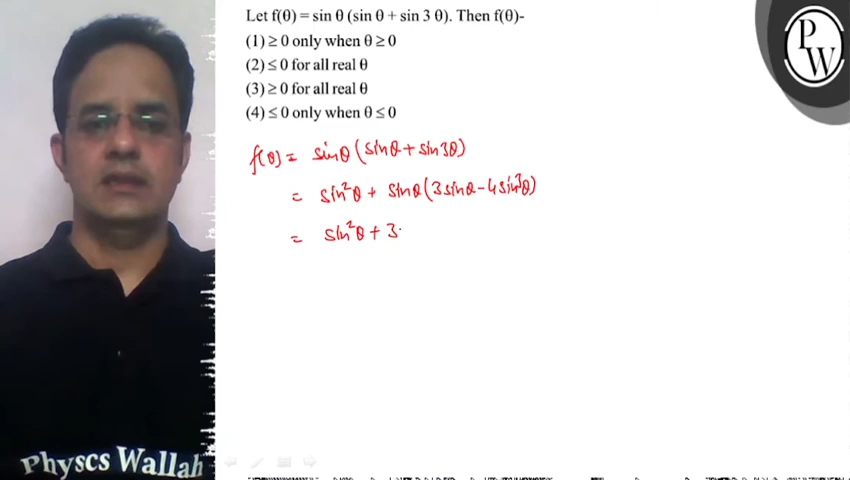 Let f(θ) = sin θ (sin θ + sin 3 θ). Then f(θ)-
(1) ≥ 0 only when θ ≥ 0
(2) ≤ 0 for all real θ
(3) ≥ 0 for all real θ
(4) ≤ 0 only when θ ≤ 0
f(θ) = sinθ (sinθ + sin3θ)
= sin²θ + sinθ (3sinθ - 4sin³θ)
= sin²θ + 3
P
W
Physcs Wallah